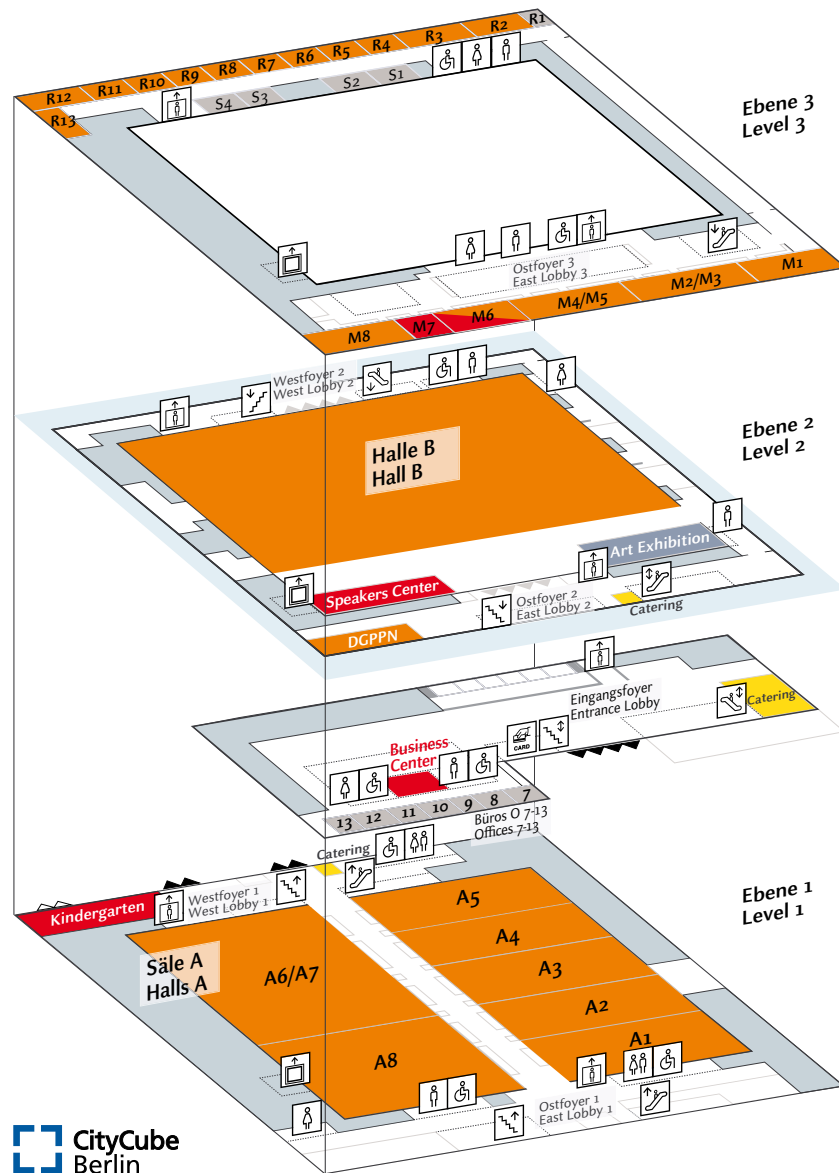 R1
R2
R3
R4
R5
R6
R7
R8
R9
R10
R11
R12
R13
S1
S2
S3
S4
Ebene 3
Level 3
Ostfoyer 3
East Lobby 3
M1
M2/M3
M4/M5
M6
M7
M8
Westfoyer 2
West Lobby 2
Ebene 2
Level 2
Halle B
Hall B
Art Exhibition
Speakers Center
Ostfoyer 2
East Lobby 2
Catering
DGPPN
Eingangsfoyer
Entrance Lobby
Catering
CARD
Business
Center
13 12 11 10 9 8 7
Büros O 7-13
Offices 7-13
Catering
Westfoyer 1
West Lobby 1
Kindergarten
Ebene 1
Level 1
A5
A4
A3
A2
A1
Säle A
Halls A
A6/A7
A8
Ostfoyer 1
East Lobby 1
CityCube
Berlin